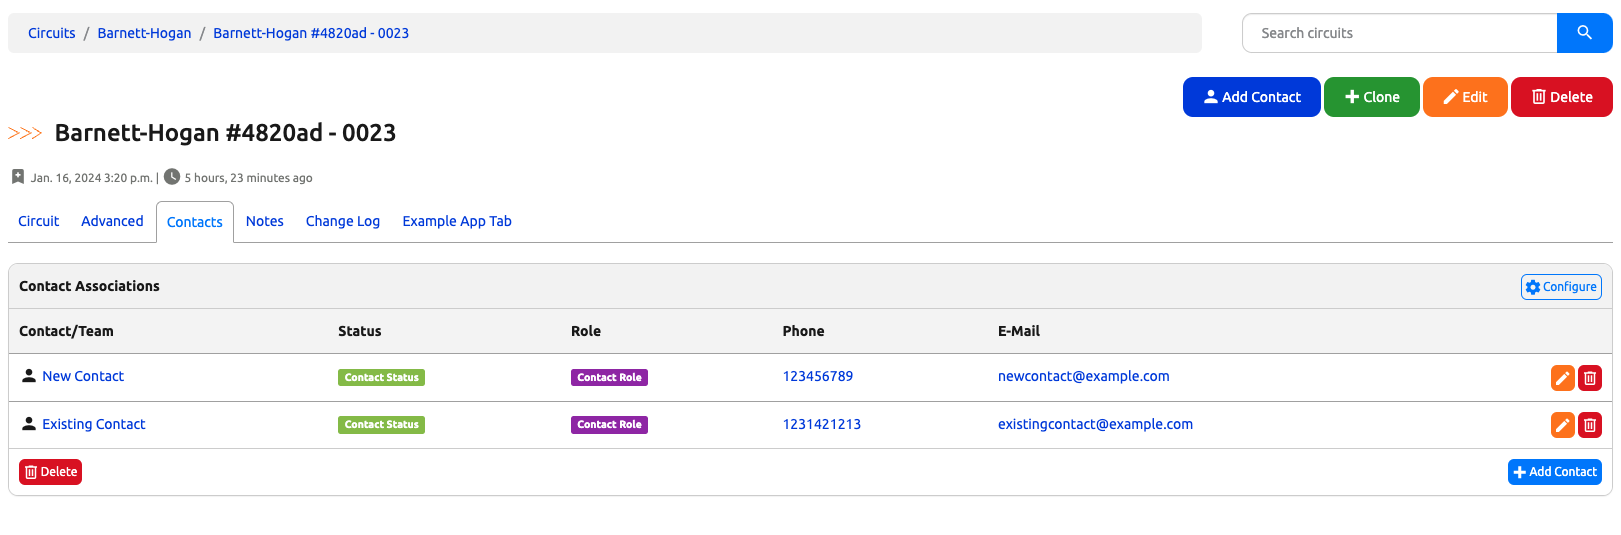 Circuits / Barnett-Hogan / Barnett-Hogan #4820ad - 0023
Search circuits
Add Contact Clone Edit Delete
>>> Barnett-Hogan #4820ad - 0023
Jan. 16, 2024 3:20 p.m. | 5 hours, 23 minutes ago
Circuit Advanced Contacts Notes Change Log Example App Tab
Contact Associations Configure
Contact/Team Status Role Phone E-Mail
New Contact Contact Status Contact Role 123456789 newcontact@example.com
Existing Contact Contact Status Contact Role 1231421213 existingcontact@example.com
Delete Add Contact